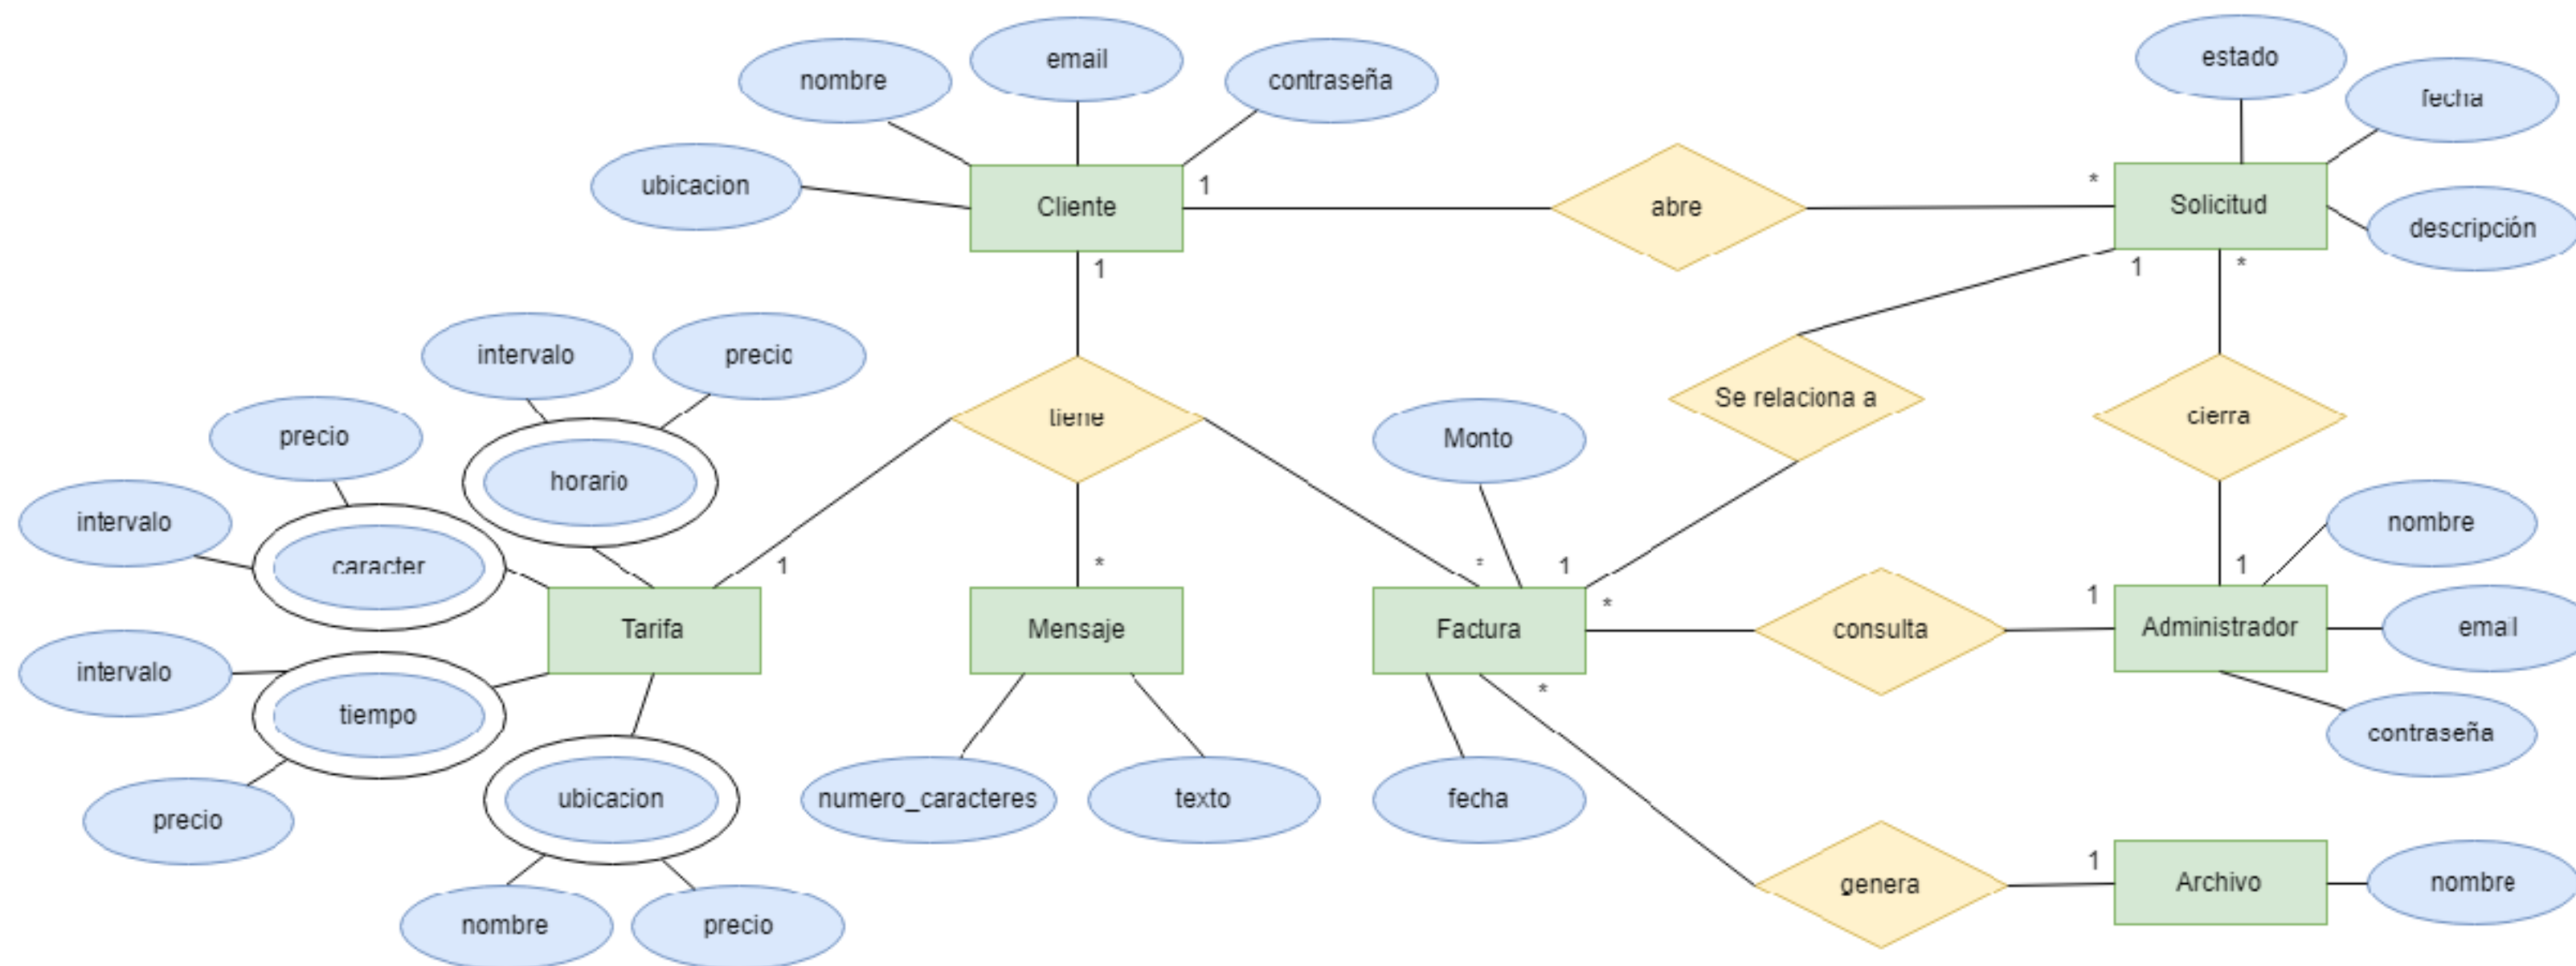 estado
email
nombre
contraseña
fecha
ubicacion
Cliente
1
abre
*
Solicitud
descripción
1
1
*
intervalo
precio
tiene
Se relaciona a
cierra
precio
Monto
horario
intervalo
nombre
caracter
1
*
*
1
1
*
1
Tarifa
Mensaje
Factura
consulta
Administrador
email
intervalo
*
tiempo
contraseña
ubicacion
numero_caracteres
texto
fecha
precio
1
genera
Archivo
nombre
nombre
precio